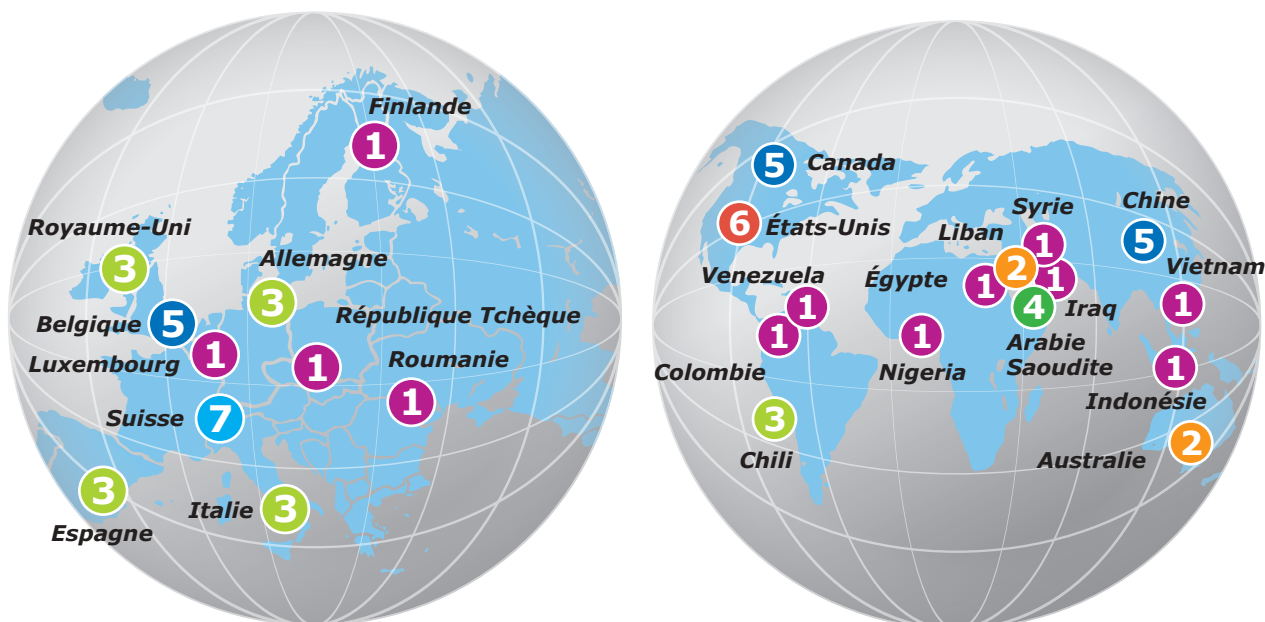 Finlande
1
Royaume-Uni
3
Allemagne
3
Belgique
5
République Tchèque
Luxembourg
1
1
Roumanie
1
Suisse
7
3
Espagne
Italie
3
5
Canada
6
États-Unis
Syrie
1
Chine
5
Liban
2
Venezuela
1
Égypte
1
1
Iraq
Vietnam
1
4
Arabie
Saoudite
1
Colombie
1
Nigeria
1
Indonésie
3
Chili
2
Australie